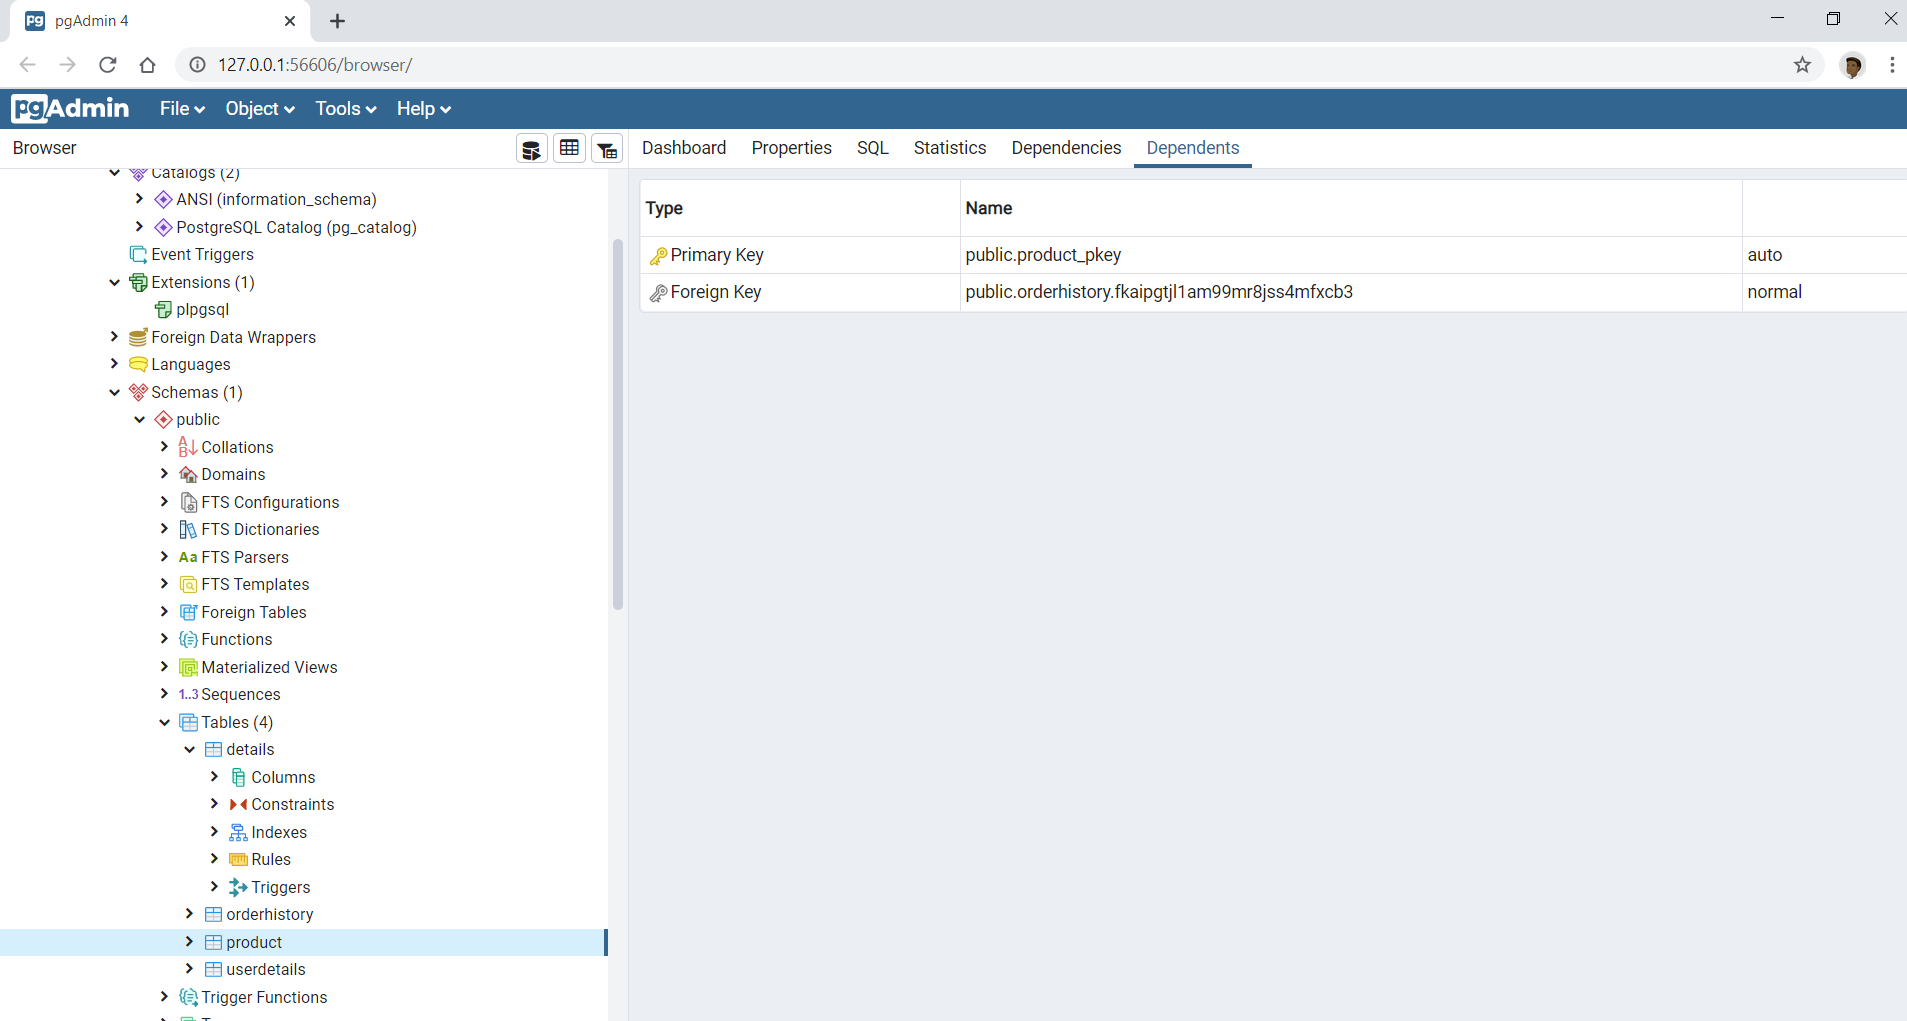 pg pgAdmin 4
127.0.0.1:56606/browser/
pgAdmin File Object Tools Help
Browser
Dashboard Properties SQL Statistics Dependencies Dependents
Catalogs (2)
ANSI (information_schema)
PostgreSQL Catalog (pg_catalog)
Event Triggers
Extensions (1)
plpgsql
Foreign Data Wrappers
Languages
Schemas (1)
public
Collations
Domains
FTS Configurations
FTS Dictionaries
Aa FTS Parsers
FTS Templates
Foreign Tables
Functions
Materialized Views
1..3 Sequences
Tables (4)
details
Columns
Constraints
Indexes
Rules
Triggers
orderhistory
product
userdetails
Trigger Functions
Type Name
Primary Key public.product_pkey auto
Foreign Key public.orderhistory.fkaipgtjl1am99mr8jss4mfxcb3 normal